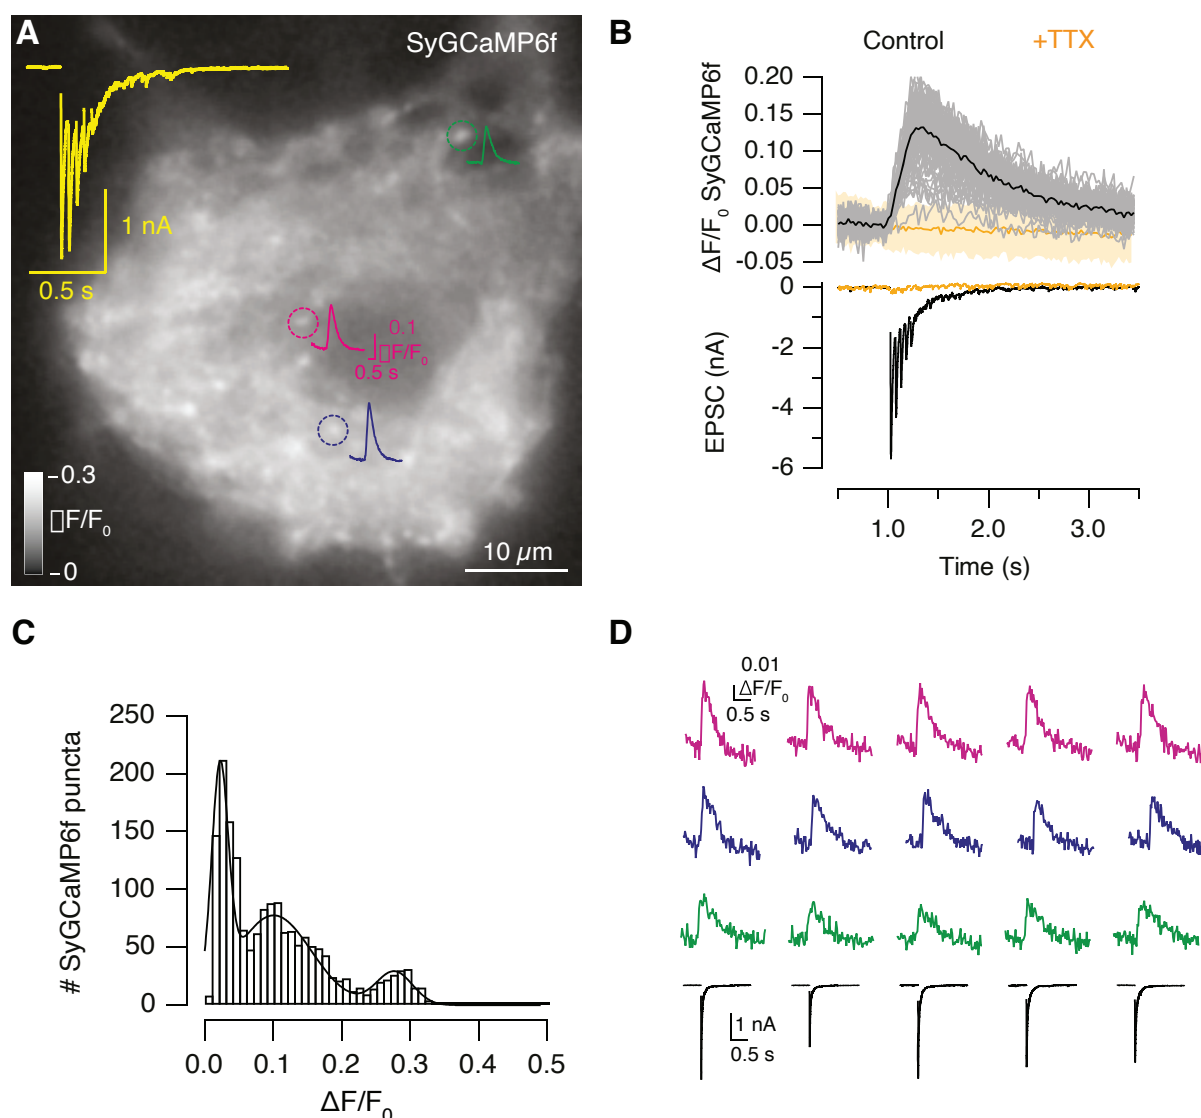 A
SyGCaMP6f
1 nA
0.5 s
0.1
▯F/F₀
0.5 s
0.3
▯F/F₀
0
10 µm
B
Control
+TTX
ΔF/F₀ SyGCaMP6f
0.20
0.15
0.10
0.05
0.00
-0.05
EPSC (nA)
0
-2
-4
-6
1.0
2.0
3.0
Time (s)
C
# SyGCaMP6f puncta
250
200
150
100
50
0
0.0
0.1
0.2
0.3
0.4
0.5
ΔF/F₀
D
0.01
ΔF/F₀
0.5 s
1 nA
0.5 s